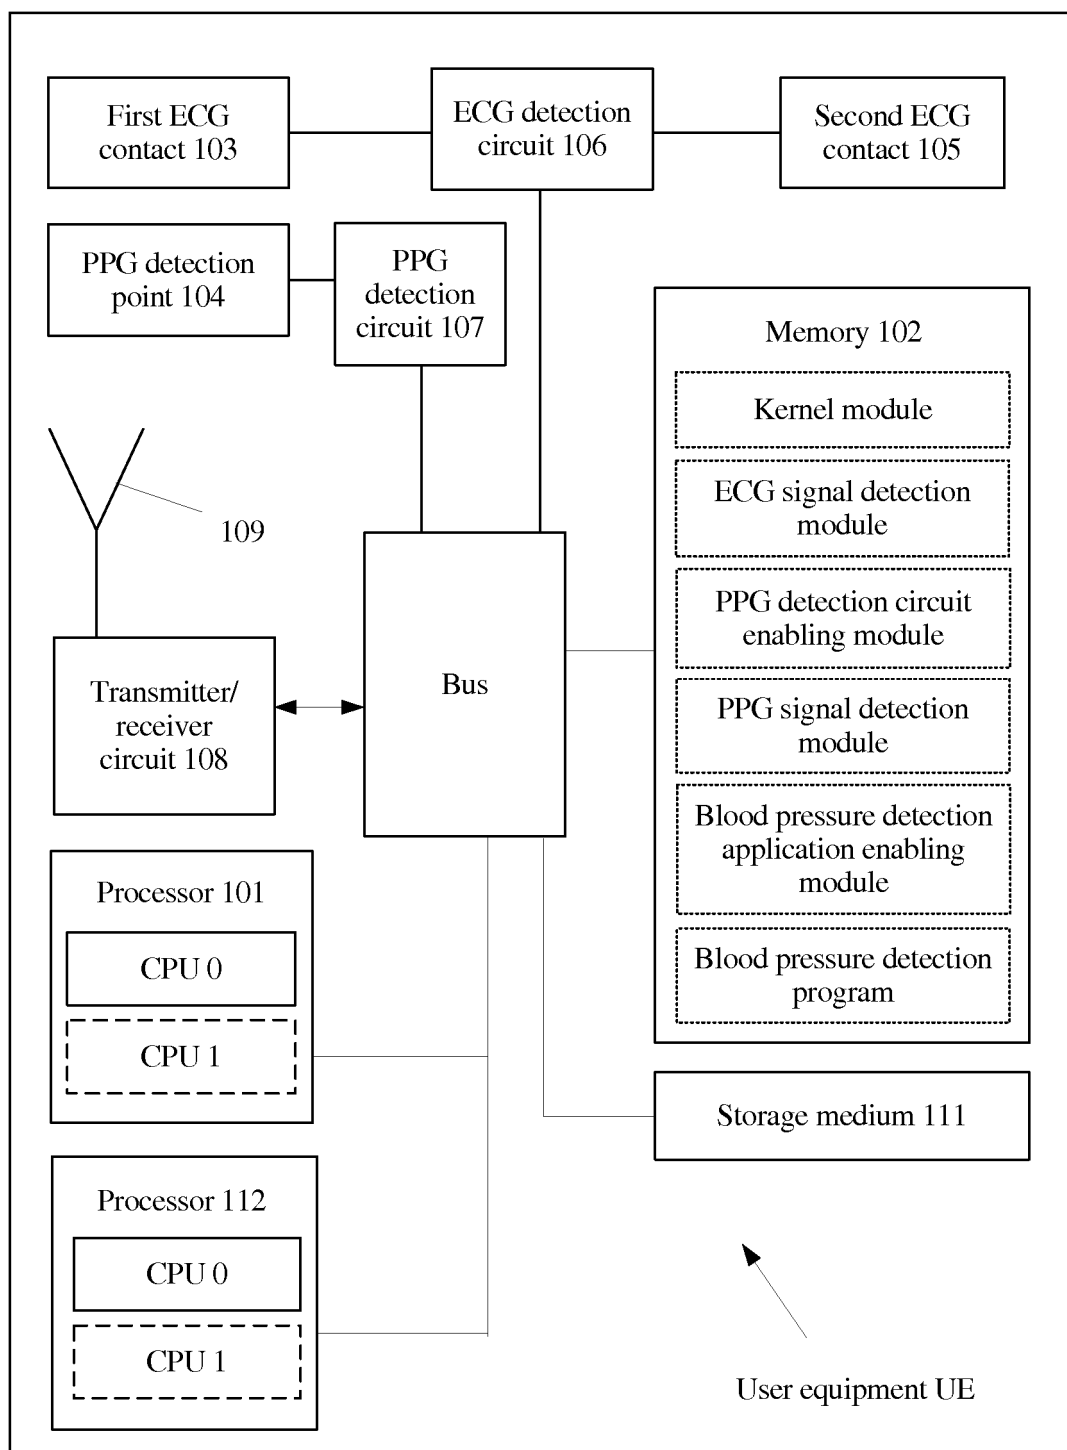 First ECG
contact 103
ECG detection
circuit 106
Second ECG
contact 105
PPG detection
point 104
PPG
detection
circuit 107
Memory 102
Kernel module
ECG signal detection
module
PPG detection circuit
enabling module
PPG signal detection
module
Blood pressure detection
application enabling
module
Blood pressure detection
program
109
Transmitter/
receiver
circuit 108
Bus
Processor 101
CPU 0
CPU 1
Storage medium 111
Processor 112
CPU 0
CPU 1
User equipment UE